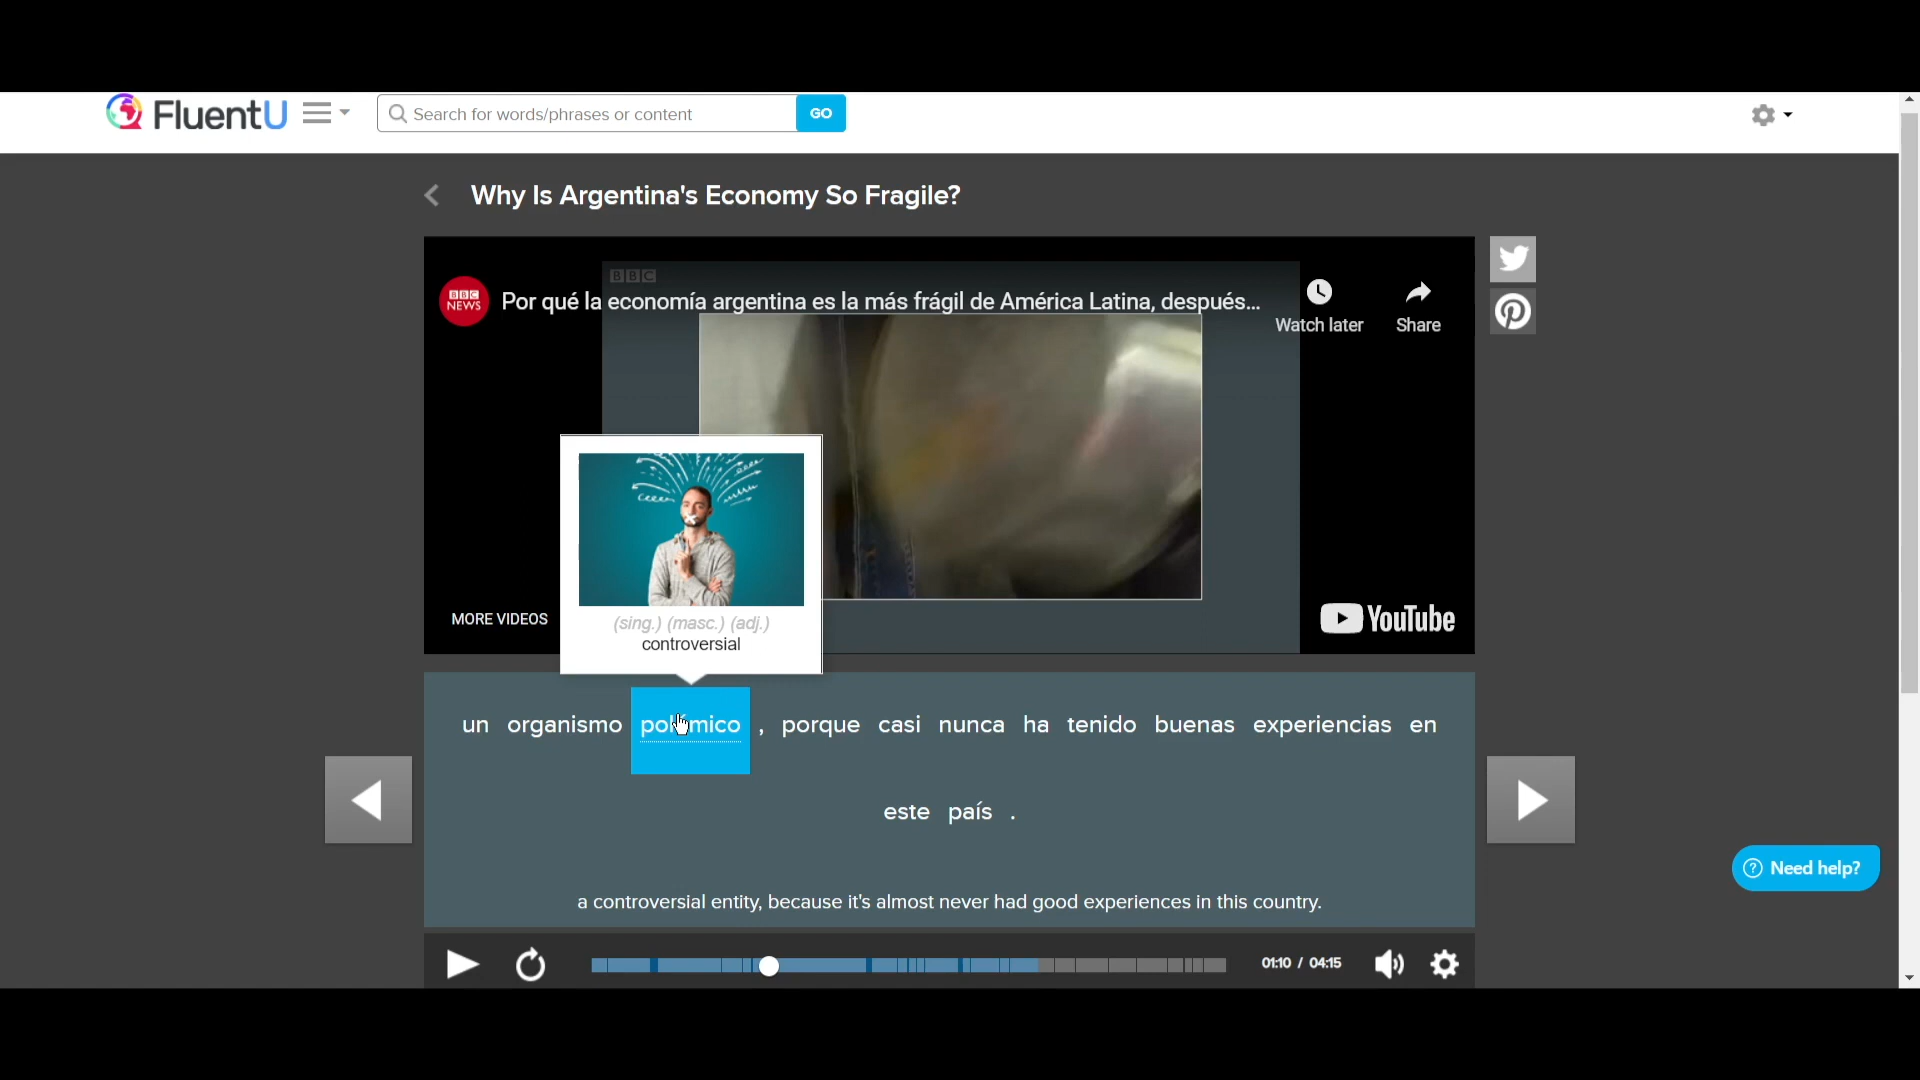 FluentU
Search for words/phrases or content
GO
Why Is Argentina's Economy So Fragile?
BBC
BBC
NEWS
Por qué la economía argentina es la más frágil de América Latina, después...
Watch later
Share
MORE VIDEOS
YouTube
(sing.) (masc.) (adj.)
controversial
un organismo polémico , porque casi nunca ha tenido buenas experiencias en
este país .
a controversial entity, because it's almost never had good experiences in this country.
Need help?
01:10 / 04:15